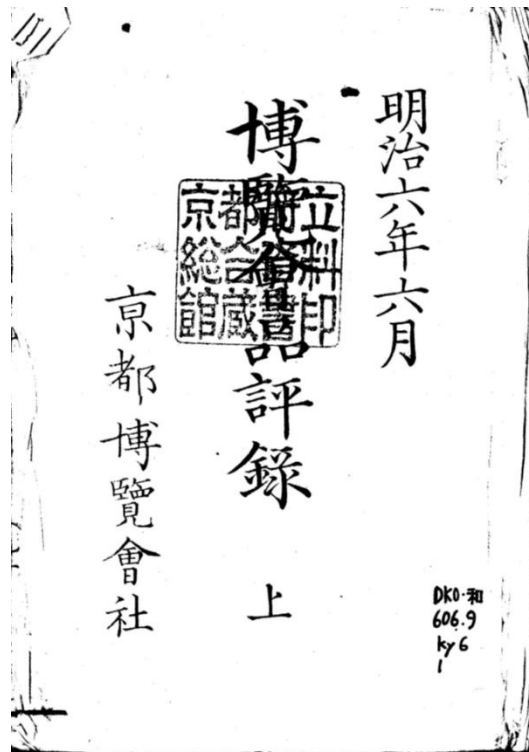 明治六年六月
博覽會品評錄 上
京都府立
総合資料
館蔵書印
亰都博覽會社
DKO·和
606.9
ky6
1